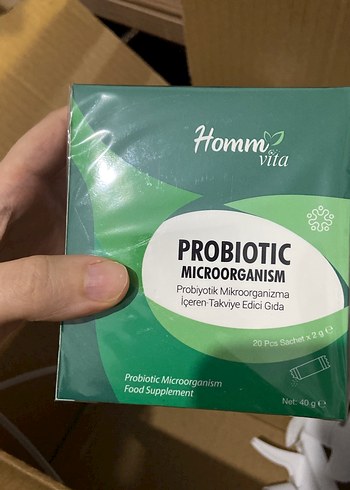 Homm
vita
PROBIOTIC
MICROORGANISM
Probiyotik Mikroorganizma
İçeren Takviye Edici Gıda
20 Pcs Sachet x 2 g ℮
Probiotic Microorganism
Food Supplement
Net: 40 g ℮